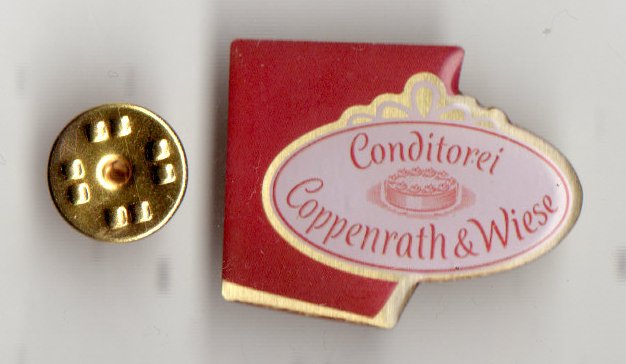 Conditorei
Coppenrath & Wiese